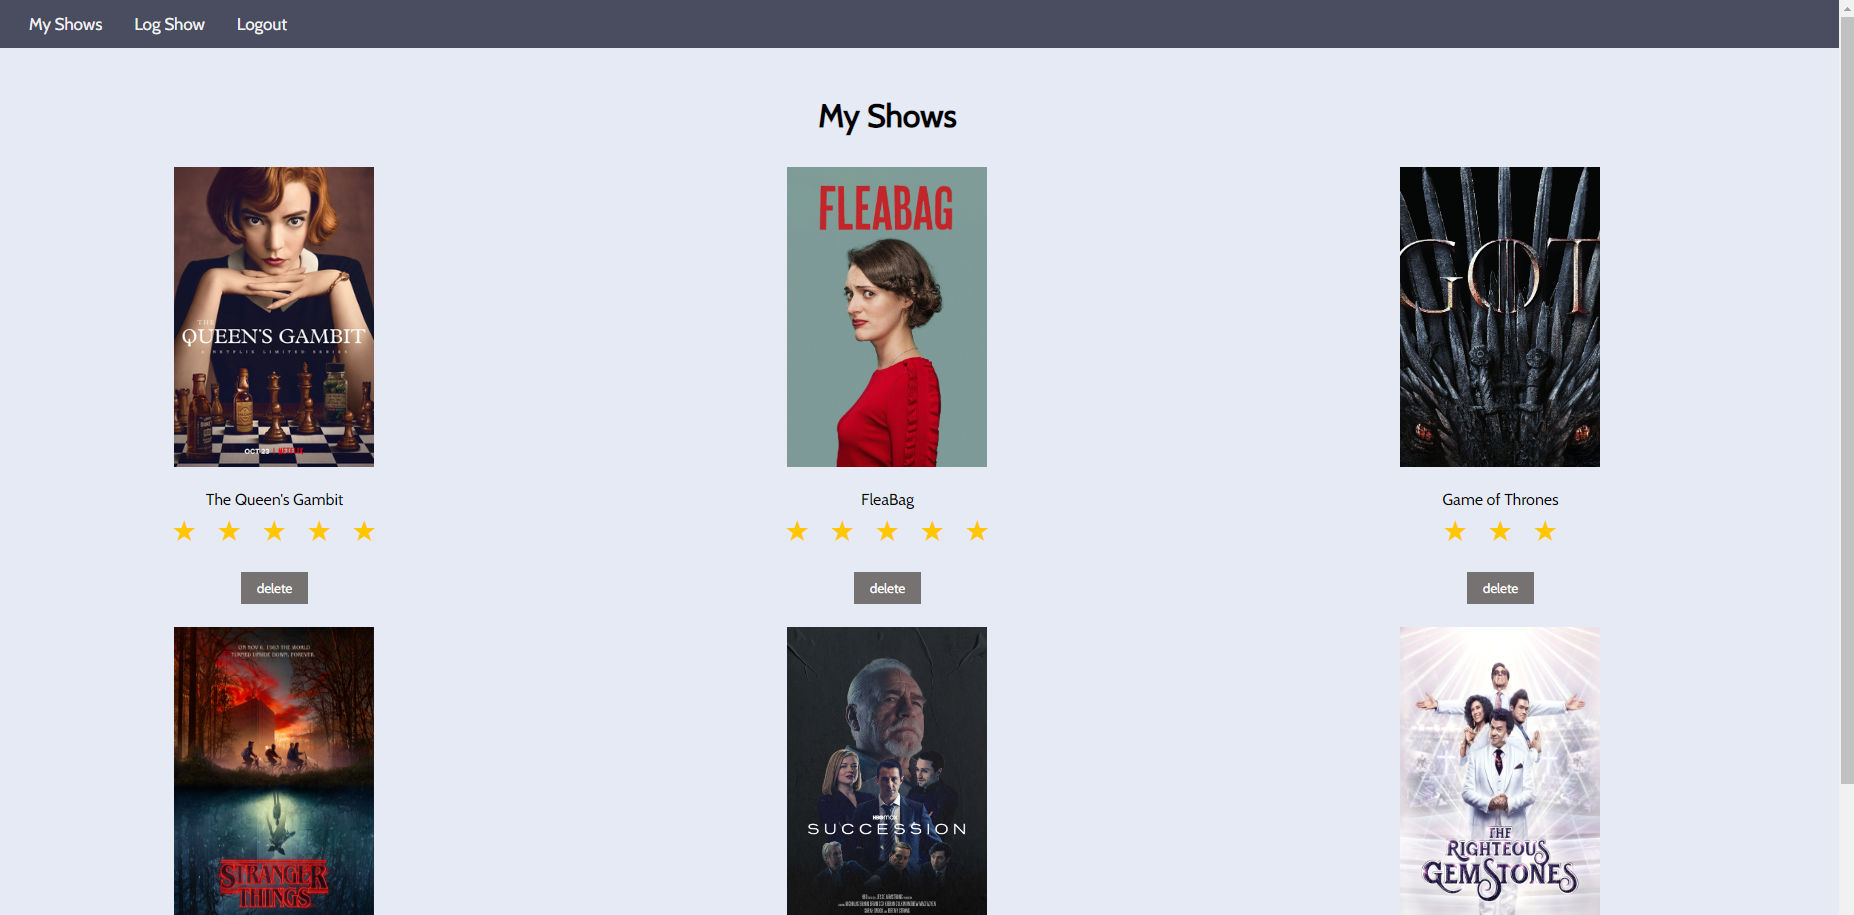 My Shows Log Show Logout
My Shows
THE
QUEEN'S GAMBIT
A NETFLIX LIMITED SERIES
OCT 23 NETFLIX
FLEABAG
GOT
The Queen's Gambit
FleaBag
Game of Thrones
★ ★ ★ ★ ★
★ ★ ★ ★ ★
★ ★ ★
delete
delete
delete
ON NOV 6, 1983 THE WORLD
TURNED UPSIDE DOWN, FOREVER.
STRANGER
THINGS
HBO max
SUCCESSION
THE
RIGHTEOUS
GEMSTONES